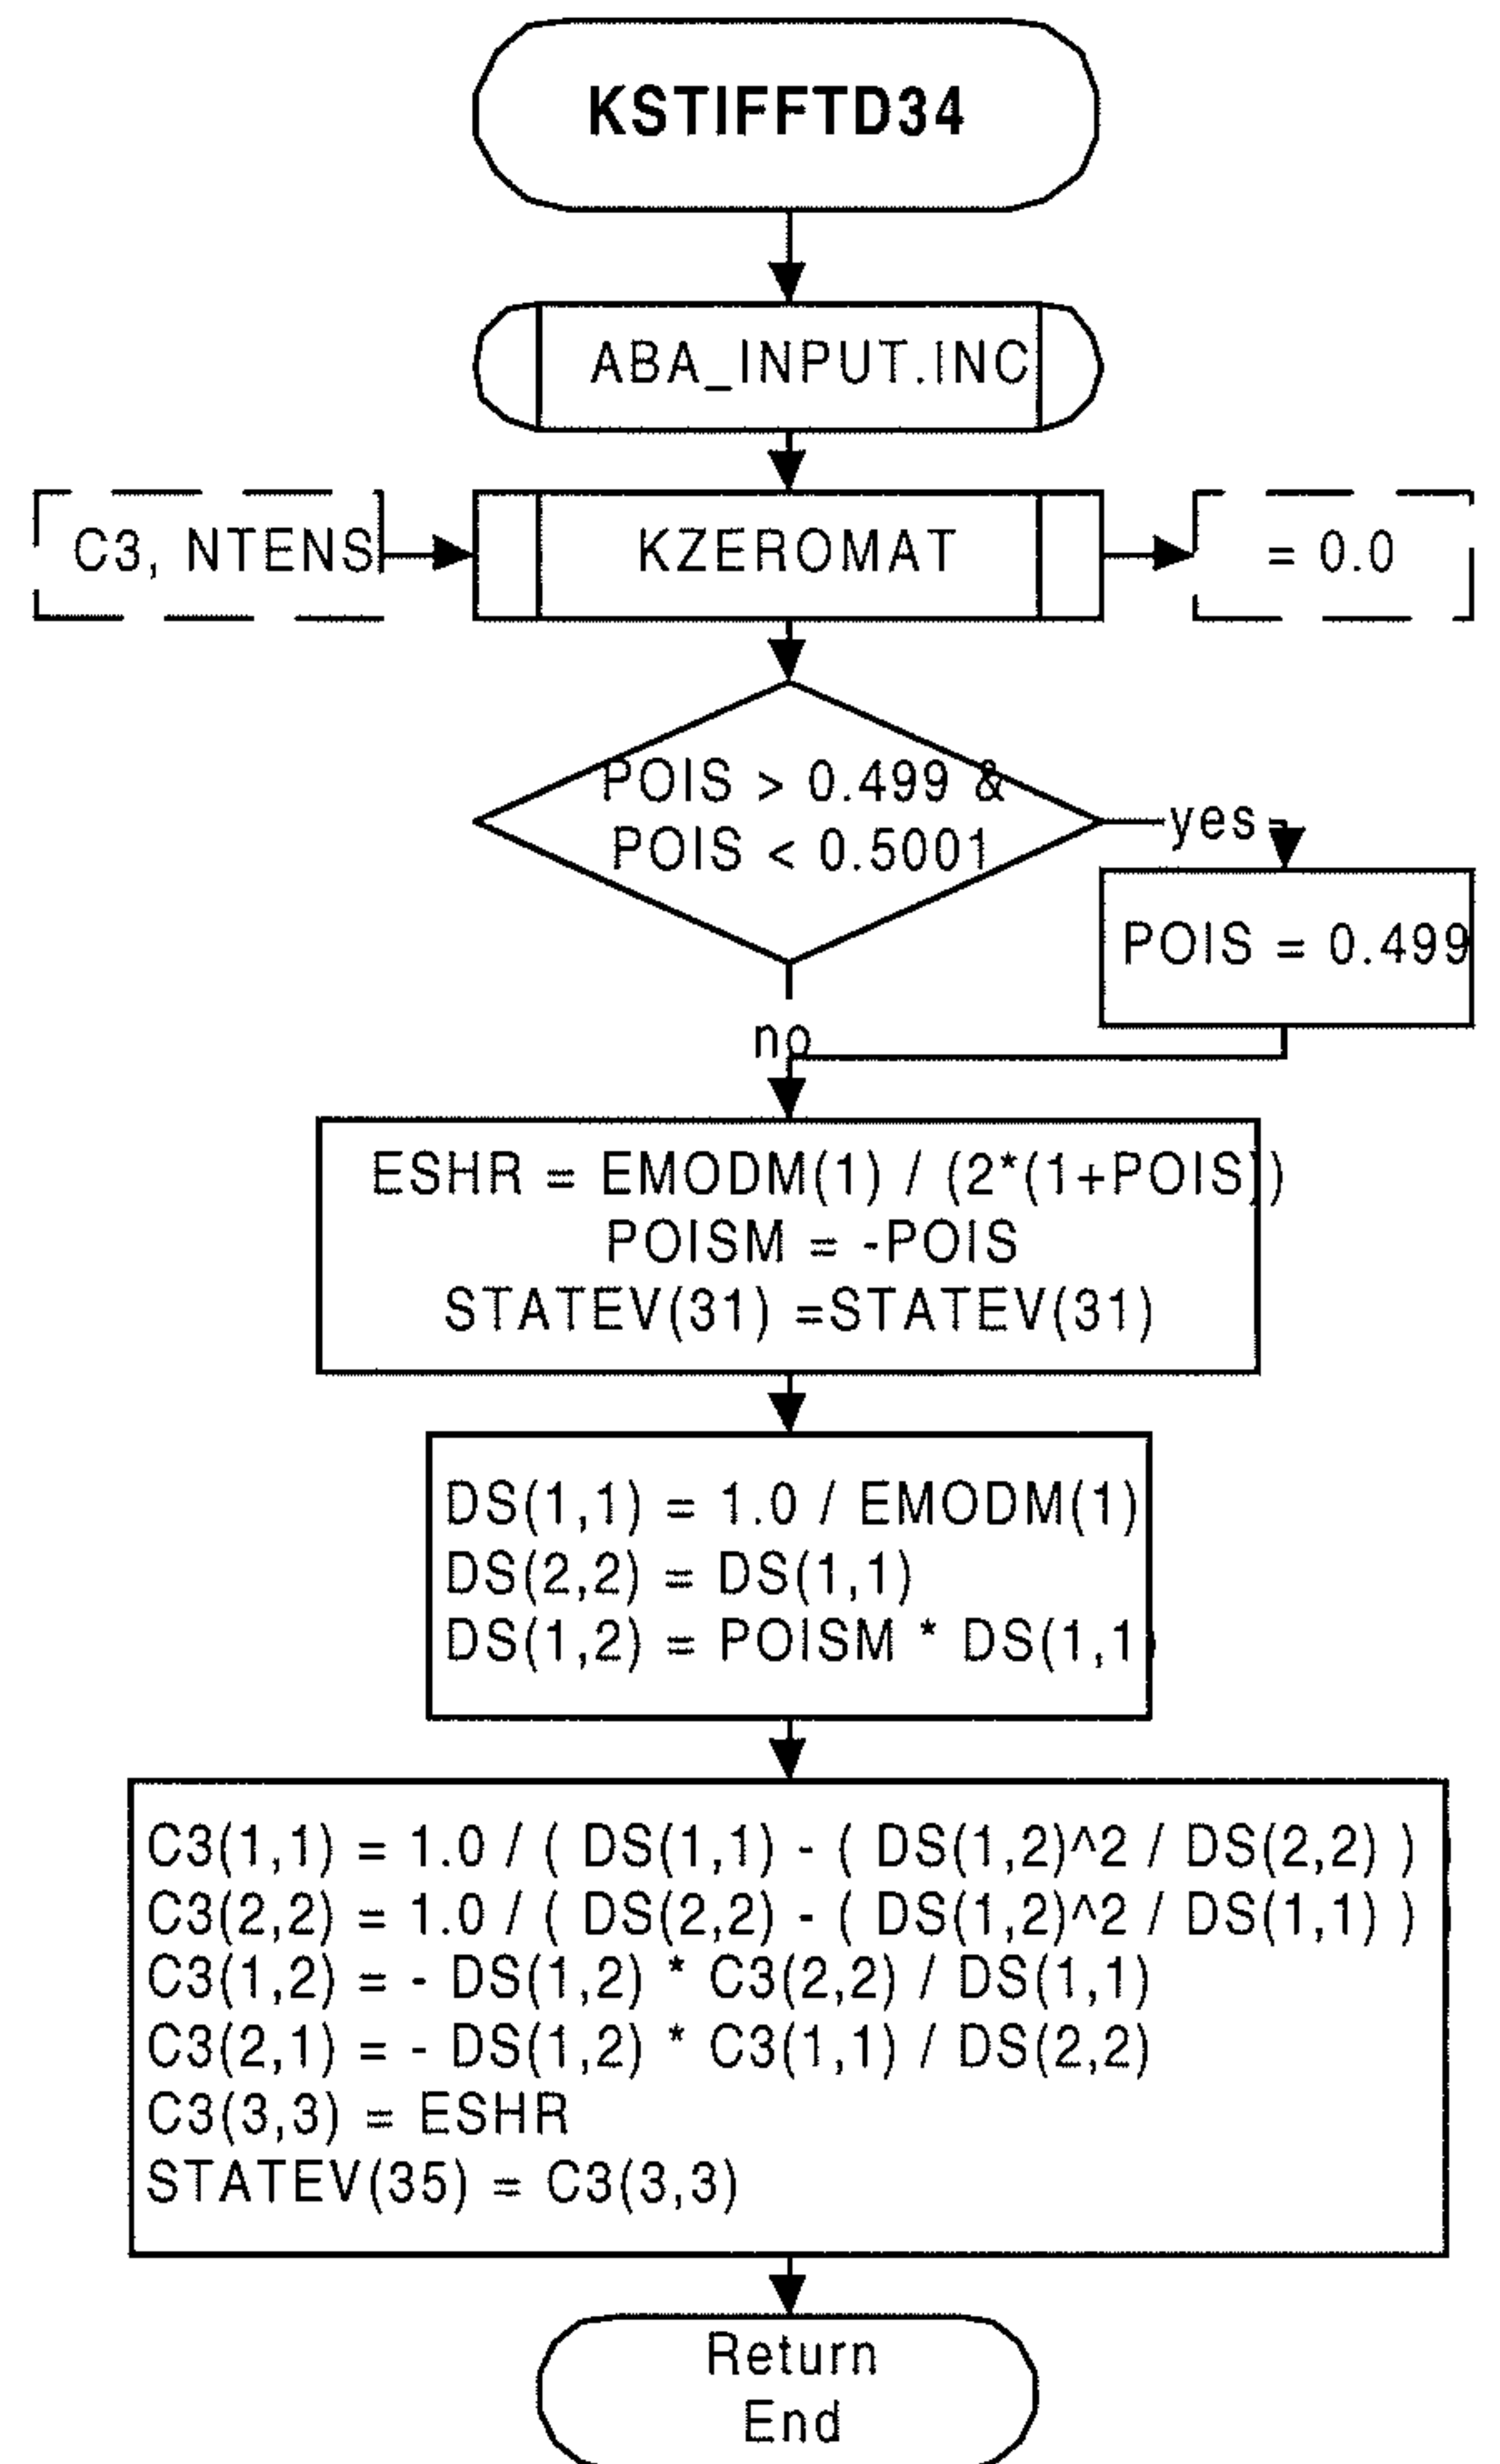 KSTIFFTD34
ABA_INPUT.INC
C3, NTENS
KZEROMAT
= 0.0
POIS > 0.499 &
POIS < 0.5001
yes
POIS = 0.499
no
ESHR = EMODM(1) / (2*(1+POIS))
POISM = -POIS
STATEV(31) =STATEV(31)
DS(1,1) = 1.0 / EMODM(1)
DS(2,2) = DS(1,1)
DS(1,2) = POISM * DS(1,1)
C3(1,1) = 1.0 / ( DS(1,1) - ( DS(1,2)^2 / DS(2,2) ) )
C3(2,2) = 1.0 / ( DS(2,2) - ( DS(1,2)^2 / DS(1,1) ) )
C3(1,2) = - DS(1,2) * C3(2,2) / DS(1,1)
C3(2,1) = - DS(1,2) * C3(1,1) / DS(2,2)
C3(3,3) = ESHR
STATEV(35) = C3(3,3)
Return
End